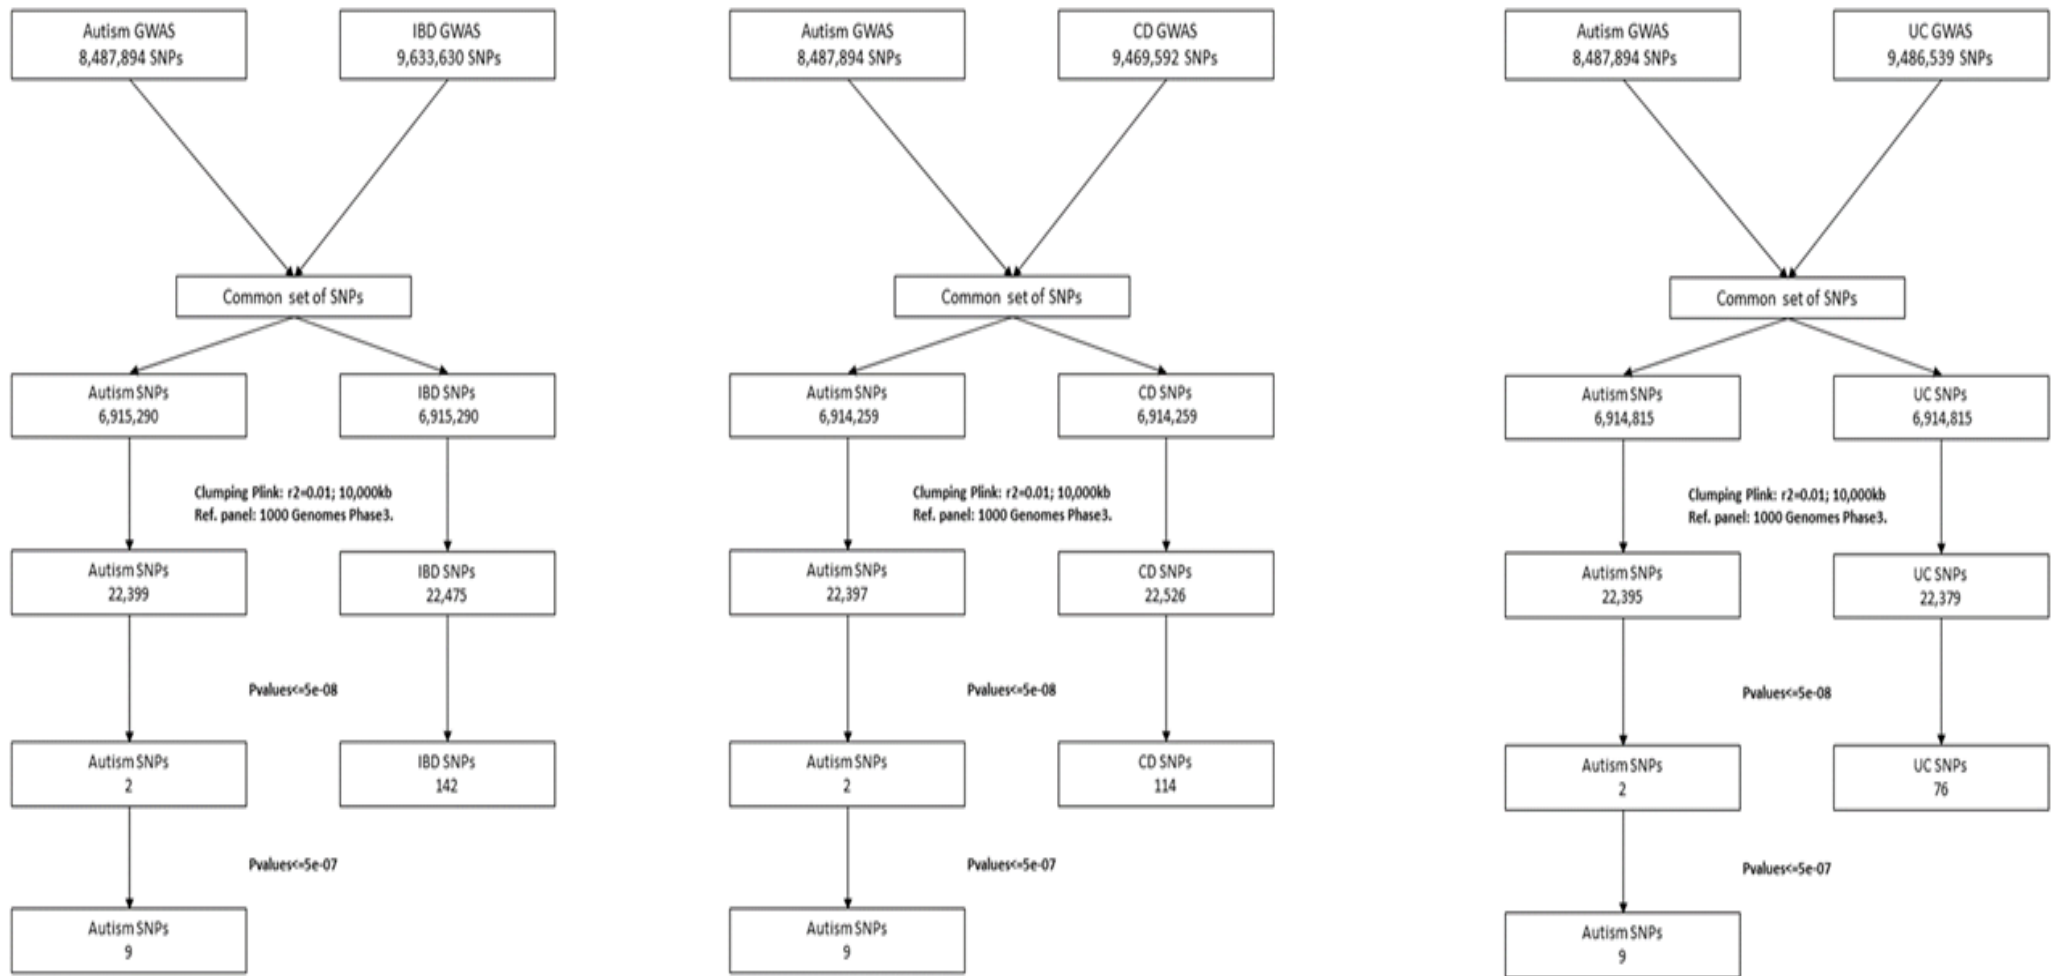 Autism GWAS
8,487,894 SNPs
IBD GWAS
9,633,630 SNPs
Common set of SNPs
Autism SNPs
6,915,290
IBD SNPs
6,915,290
Clumping Plink: r2=0.01; 10,000kb
Ref. panel: 1000 Genomes Phase3.
Autism SNPs
22,399
IBD SNPs
22,475
Pvalues<=5e-08
Autism SNPs
2
IBD SNPs
142
Pvalues<=5e-07
Autism SNPs
9
Autism GWAS
8,487,894 SNPs
CD GWAS
9,469,592 SNPs
Common set of SNPs
Autism SNPs
6,914,259
CD SNPs
6,914,259
Clumping Plink: r2=0.01; 10,000kb
Ref. panel: 1000 Genomes Phase3.
Autism SNPs
22,397
CD SNPs
22,526
Pvalues<=5e-08
Autism SNPs
2
CD SNPs
114
Pvalues<=5e-07
Autism SNPs
9
Autism GWAS
8,487,894 SNPs
UC GWAS
9,486,539 SNPs
Common set of SNPs
Autism SNPs
6,914,815
UC SNPs
6,914,815
Clumping Plink: r2=0.01; 10,000kb
Ref. panel: 1000 Genomes Phase3.
Autism SNPs
22,395
UC SNPs
22,379
Pvalues<=5e-08
Autism SNPs
2
UC SNPs
76
Pvalues<=5e-07
Autism SNPs
9